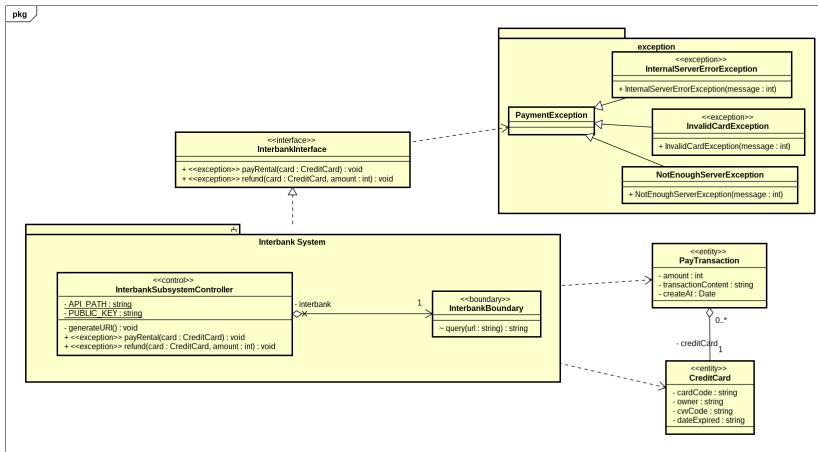 pkg
exception
<<exception>>
InternalServerErrorException
+ InternalServerErrorException(message : int)
PaymentException
<<exception>>
InvalidCardException
+ InvalidCardException(message : int)
NotEnoughServerException
+ NotEnoughServerException(message : int)
<<interface>>
InterbankInterface
+ <<exception>> payRental(card : CreditCard) : void
+ <<exception>> refund(card : CreditCard, amount : int) : void
Interbank System
<<control>>
InterbankSubsystemController
- API_PATH : string
- PUBLIC_KEY : string
- generateURI() : void
+ <<exception>> payRental(card : CreditCard) : void
+ <<exception>> refund(card : CreditCard, amount : int) : void
- interbank
1
<<boundary>>
InterbankBoundary
~ query(url : string) : string
<<entity>>
PayTransaction
- amount : int
- transactionContent : string
- createAt : Date
0..*
- creditCard
1
<<entity>>
CreditCard
- cardCode : string
- owner : string
- cvvCode : string
- dateExpired : string